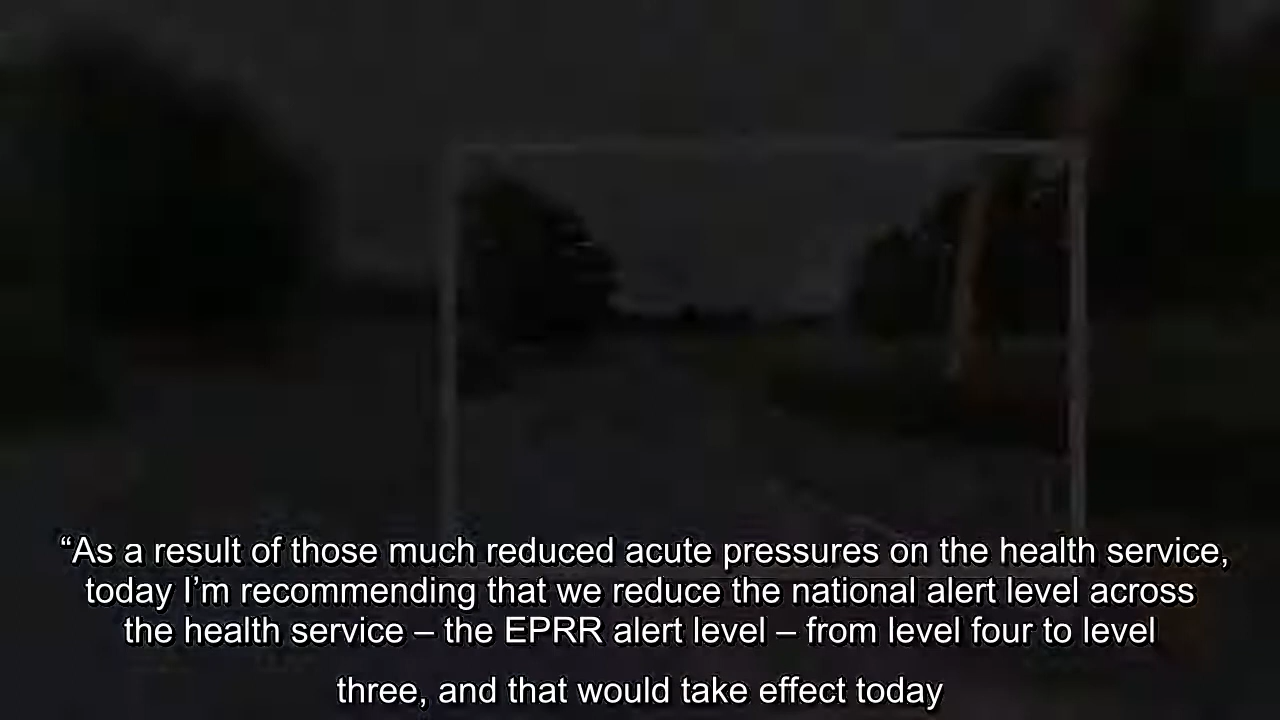 “As a result of those much reduced acute pressures on the health service,
today I’m recommending that we reduce the national alert level across
the health service – the EPRR alert level – from level four to level
three, and that would take effect today